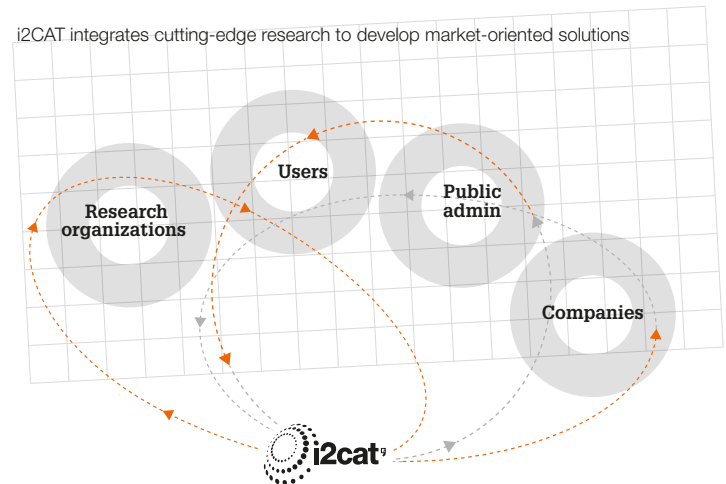 i2CAT integrates cutting-edge research to develop market-oriented solutions
Users
Public
admin
Research
organizations
Companies
i2cat